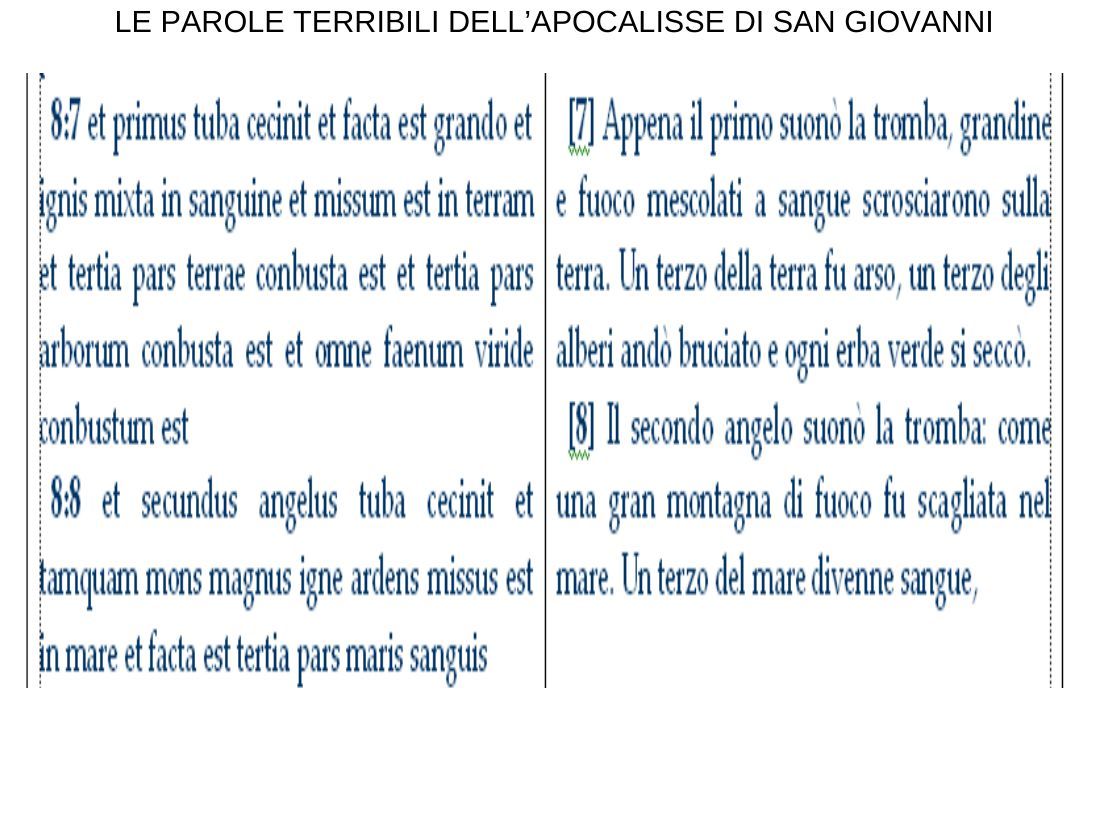 LE PAROLE TERRIBILI DELL’APOCALISSE DI SAN GIOVANNI
8:7 et primus tuba cecinit et facta est grando et
ignis mixta in sanguine et missum est in terram
et tertia pars terrae conbusta est et tertia pars
arborum conbusta est et omne faenum viride
conbustum est
8:8 et secundus angelus tuba cecinit et
tamquam mons magnus igne ardens missus est
in mare et facta est tertia pars maris sanguis
[7] Appena il primo suonò la tromba, grandine
e fuoco mescolati a sangue scrosciarono sulla
terra. Un terzo della terra fu arso, un terzo degli
alberi andò bruciato e ogni erba verde si seccò.
[8] Il secondo angelo suonò la tromba: come
una gran montagna di fuoco fu scagliata nel
mare. Un terzo del mare divenne sangue,